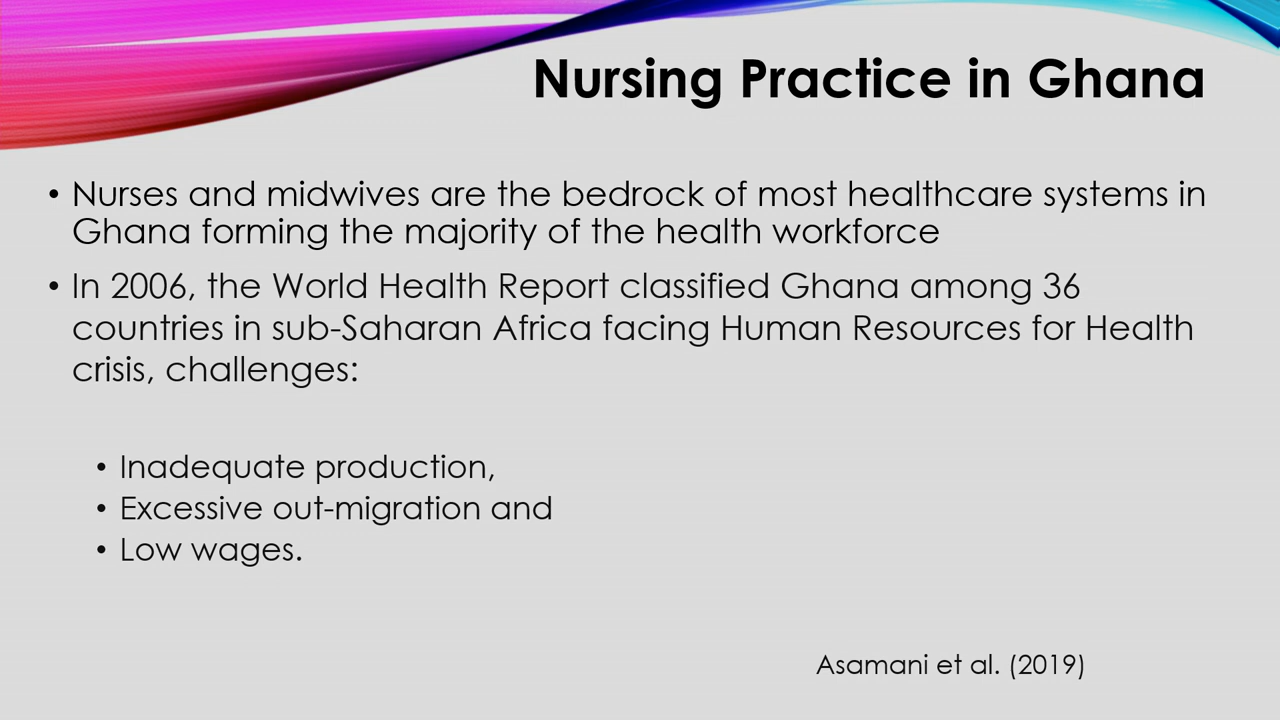 Nursing Practice in Ghana
• Nurses and midwives are the bedrock of most healthcare systems in
Ghana forming the majority of the health workforce
• In 2006, the World Health Report classified Ghana among 36
countries in sub-Saharan Africa facing Human Resources for Health
crisis, challenges:
• Inadequate production,
• Excessive out-migration and
• Low wages.
Asamani et al. (2019)